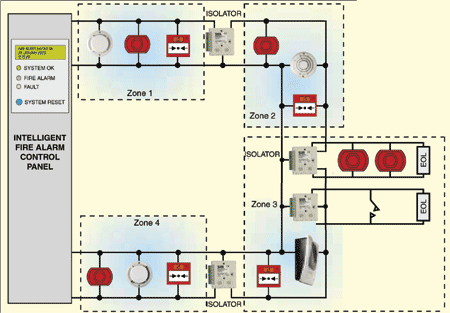 SYSTEM OK
FIRE ALARM
FAULT
SYSTEM RESET
INTELLIGENT
FIRE ALARM
CONTROL
PANEL
ISOLATOR
Zone 1
Zone 2
ISOLATOR
EOL
Zone 3
EOL
Zone 4
ISOLATOR